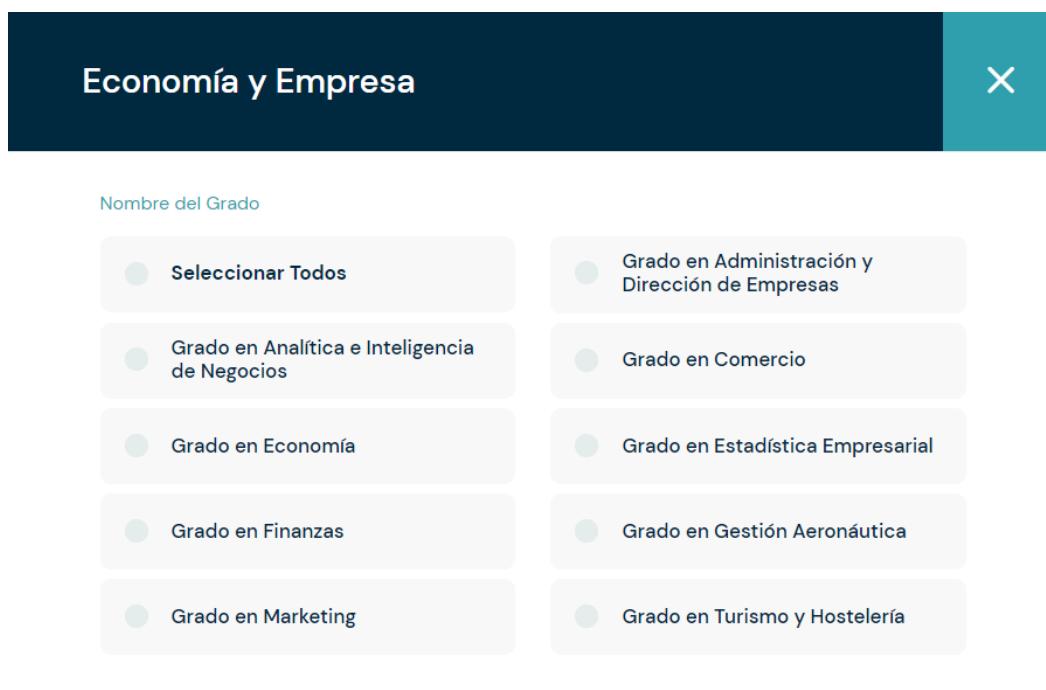 Economía y Empresa
Nombre del Grado
Seleccionar Todos
Grado en Administración y
Dirección de Empresas
Grado en Analítica e Inteligencia
de Negocios
Grado en Comercio
Grado en Economía
Grado en Estadística Empresarial
Grado en Finanzas
Grado en Gestión Aeronáutica
Grado en Marketing
Grado en Turismo y Hostelería